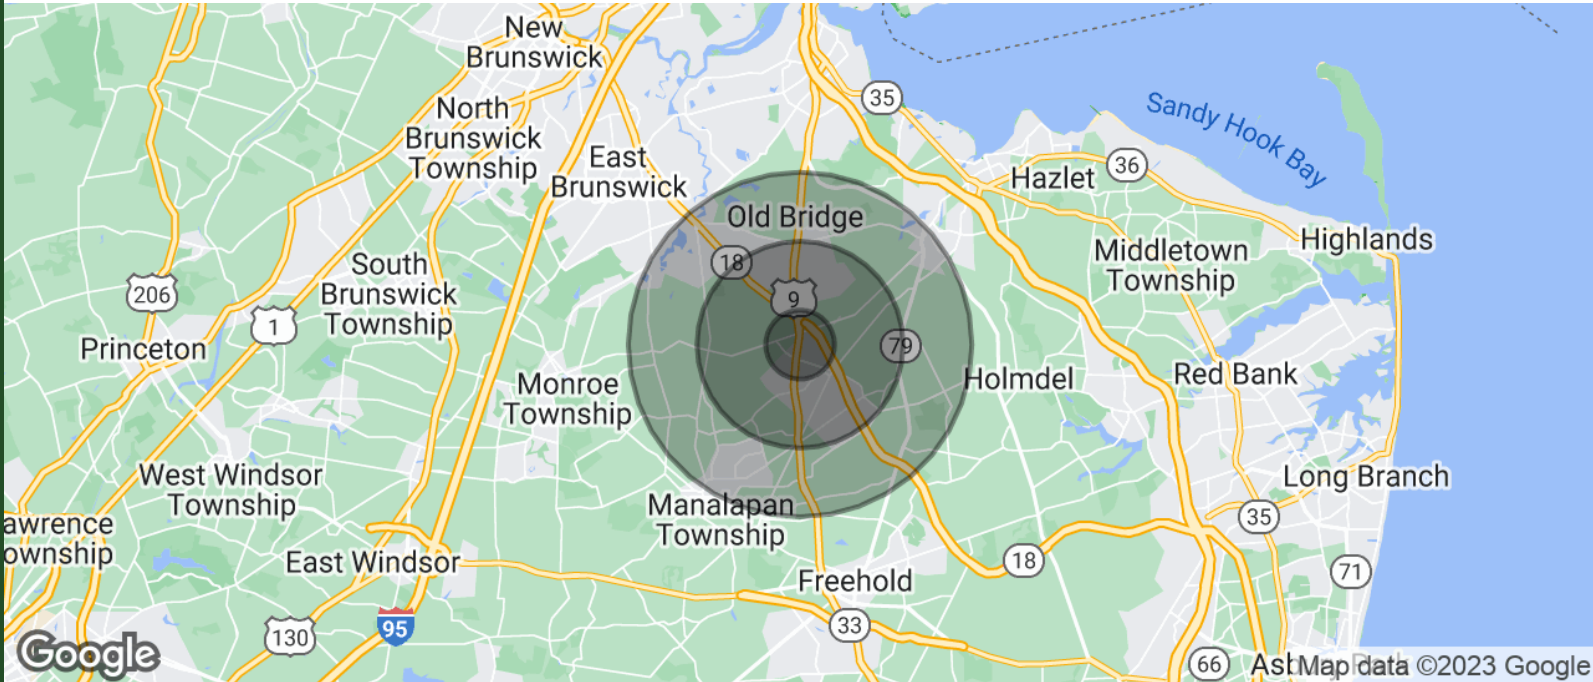 New
Brunswick
35
Sandy Hook Bay
North
Brunswick
Township
East
Brunswick
36
Hazlet
Old Bridge
Highlands
Middletown
Township
18
South
Brunswick
Township
206
9
1
Princeton
79
Holmdel
Red Bank
Monroe
Township
West Windsor
Township
Long Branch
Manalapan
Township
35
awrence
ownship
East Windsor
18
71
Freehold
33
130
95
Google
66
Map data ©2023 Google